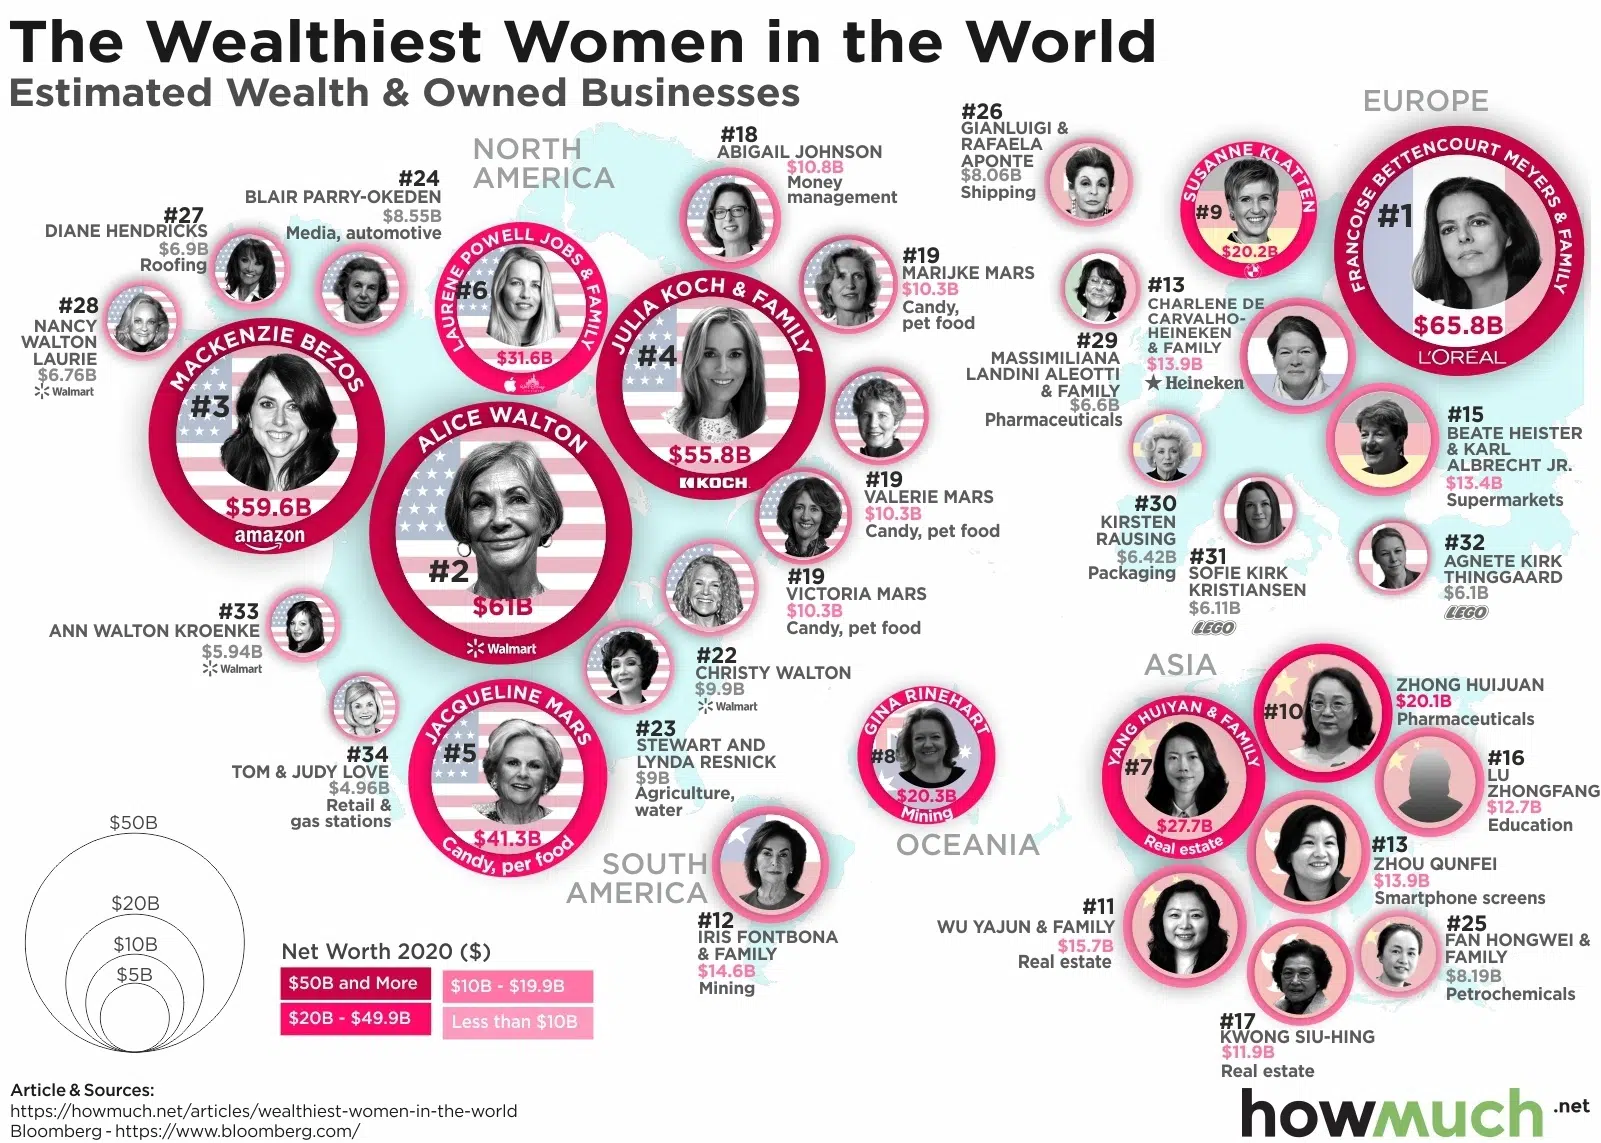 The Wealthiest Women in the World
Estimated Wealth & Owned Businesses
NORTH
AMERICA
#18
ABIGAIL JOHNSON
$10.8B
Money
management
#24
BLAIR PARRY-OKEDEN
$8.55B
Media, automotive
#27
DIANE HENDRICKS
$6.9B
Roofing
#28
NANCY
WALTON
LAURIE
$6.76B
Walmart
MACKENZIE BEZOS
#3
$59.6B
amazon
LAURENE POWELL JOBS & FAMILY
#6
$31.6B
JULIA KOCH & FAMILY
#4
$55.8B
KOCH
#19
MARIJKE MARS
$10.3B
Candy,
pet food
ALICE WALTON
#2
$61B
Walmart
#19
VALERIE MARS
$10.3B
Candy, pet food
#19
VICTORIA MARS
$10.3B
Candy, pet food
#33
ANN WALTON KROENKE
$5.94B
Walmart
#22
CHRISTY WALTON
$9.9B
Walmart
#34
TOM & JUDY LOVE
$4.96B
Retail &
gas stations
JACQUELINE MARS
#5
$41.3B
Candy, per food
#23
STEWART AND
LYNDA RESNICK
$9B
Agriculture,
water
SOUTH
AMERICA
#12
IRIS FONTBONA
& FAMILY
$14.6B
Mining
GINA RINEHART
#8
$20.3B
Mining
OCEANIA
EUROPE
#26
GIANLUIGI &
RAFAELA
APONTE
$8.06B
Shipping
SUSANNE KLATTEN
#9
$20.2B
FRANCOISE BETTENCOURT MEYERS & FAMILY
#1
$65.8B
L'ORÉAL
#13
CHARLENE DE
CARVALHO-
HEINEKEN
& FAMILY
$13.9B
Heineken
#29
MASSIMILIANA
LANDINI ALEOTTI
& FAMILY
$6.6B
Pharmaceuticals
#15
BEATE HEISTER
& KARL
ALBRECHT JR.
$13.4B
Supermarkets
#30
KIRSTEN
RAUSING
$6.42B
Packaging
#31
SOFIE KIRK
KRISTIANSEN
$6.11B
LEGO
#32
AGNETE KIRK
THINGGAARD
$6.1B
LEGO
ASIA
YANG HUIYAN & FAMILY
#7
$27.7B
Real estate
#10
ZHONG HUIJUAN
$20.1B
Pharmaceuticals
#16
LU
ZHONGFANG
$12.7B
Education
#13
ZHOU QUNFEI
$13.9B
Smartphone screens
#11
WU YAJUN & FAMILY
$15.7B
Real estate
#25
FAN HONGWEI &
FAMILY
$8.19B
Petrochemicals
#17
KWONG SIU-HING
$11.9B
Real estate
$50B
$20B
$10B
$5B
Net Worth 2020 ($)
$50B and More
$10B - $19.9B
$20B - $49.9B
Less than $10B
Article & Sources:
https://howmuch.net/articles/wealthiest-women-in-the-world
Bloomberg - https://www.bloomberg.com/
howmuch.net